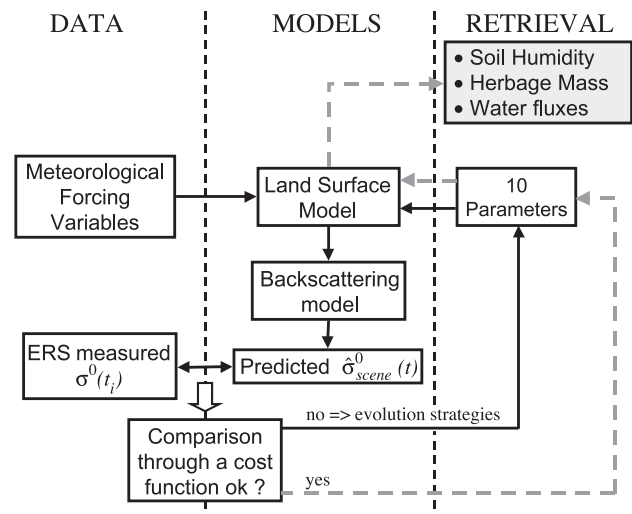 DATA
MODELS
RETRIEVAL
• Soil Humidity
• Herbage Mass
• Water fluxes
Meteorological
Forcing
Variables
Land Surface
Model
10
Parameters
Backscattering
model
ERS measured
σ⁰(tᵢ)
Predicted σ̂⁰scene(t)
no => evolution strategies
Comparison
through a cost
function ok ?
yes